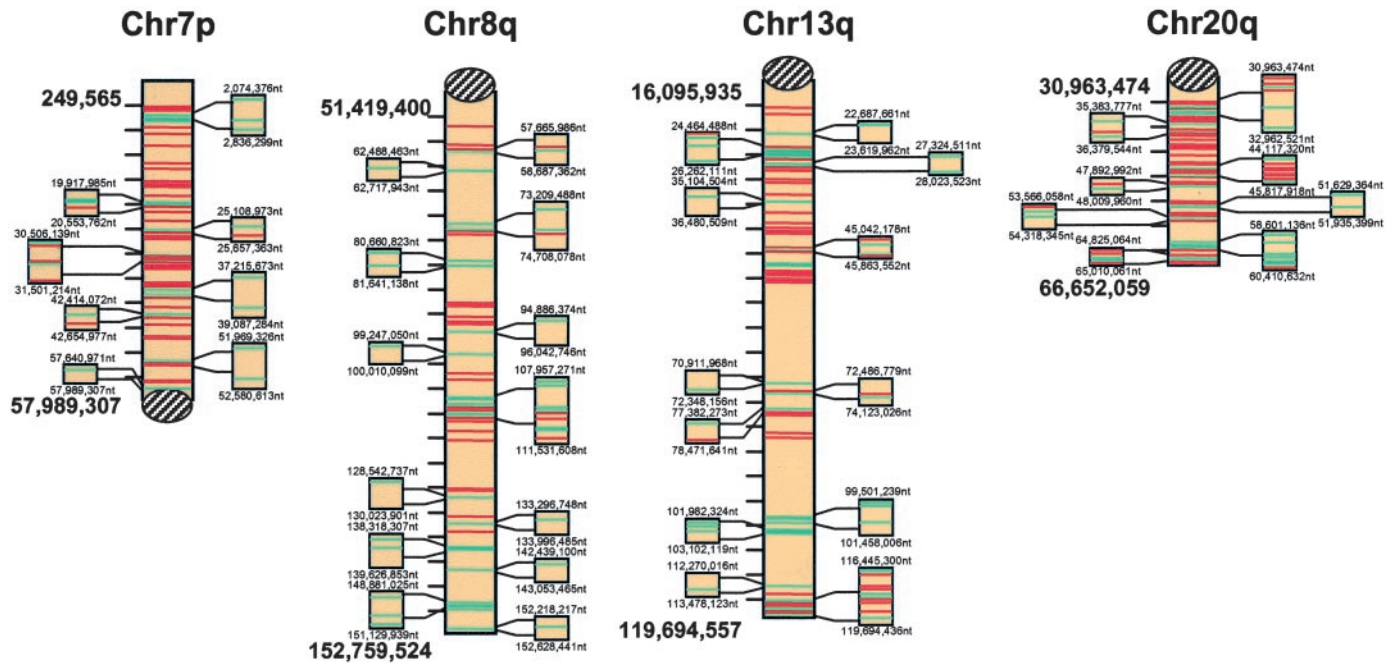 Chr7p
249,565
2,074,376nt
2,836,299nt
19,917,985nt
20,553,762nt
25,108,973nt
25,657,363nt
30,506,139nt
31,501,214nt
37,215,673nt
39,087,284nt
42,414,072nt
42,654,977nt
51,969,326nt
52,580,613nt
57,640,971nt
57,989,307nt
57,989,307
Chr8q
51,419,400
57,665,986nt
58,687,362nt
62,488,463nt
62,717,943nt
73,209,488nt
74,708,078nt
80,660,823nt
81,641,138nt
94,886,374nt
96,042,746nt
99,247,050nt
100,010,099nt
107,957,271nt
111,531,608nt
128,542,737nt
130,023,901nt
133,296,748nt
133,996,485nt
138,318,307nt
139,626,853nt
142,439,100nt
143,053,465nt
148,881,025nt
151,129,939nt
152,218,217nt
152,628,441nt
152,759,524
Chr13q
16,095,935
22,687,661nt
23,619,962nt
24,464,488nt
26,262,111nt
27,324,511nt
28,023,523nt
35,104,504nt
36,480,509nt
45,042,178nt
45,863,552nt
70,911,968nt
72,348,156nt
72,486,779nt
74,123,026nt
77,382,273nt
78,471,641nt
99,501,239nt
101,458,006nt
101,982,324nt
103,102,119nt
112,270,016nt
113,478,123nt
116,445,300nt
119,694,436nt
119,694,557
Chr20q
30,963,474
30,963,474nt
32,962,521nt
35,383,777nt
36,379,544nt
44,117,320nt
45,817,918nt
47,892,992nt
48,009,960nt
51,629,364nt
51,935,399nt
53,566,058nt
54,318,345nt
58,601,136nt
60,410,632nt
64,825,064nt
65,010,061nt
66,652,059